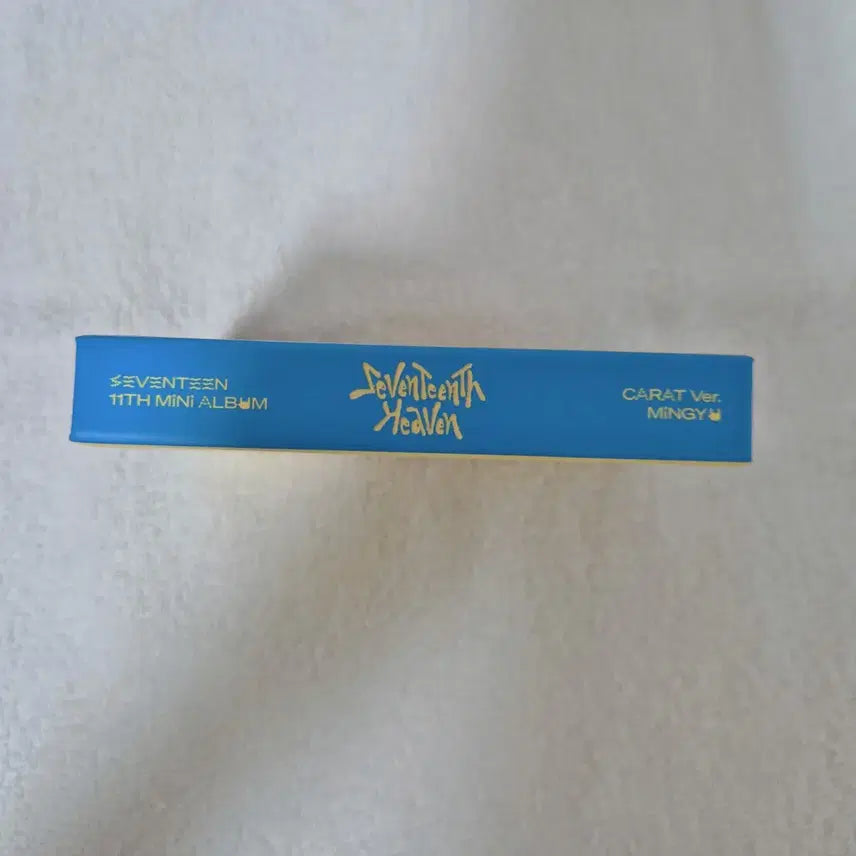 SEVENTEEN
11TH MiNi ALBUM
SeVenTeenTh
HeaVen
CARAT Ver.
MiNGYU